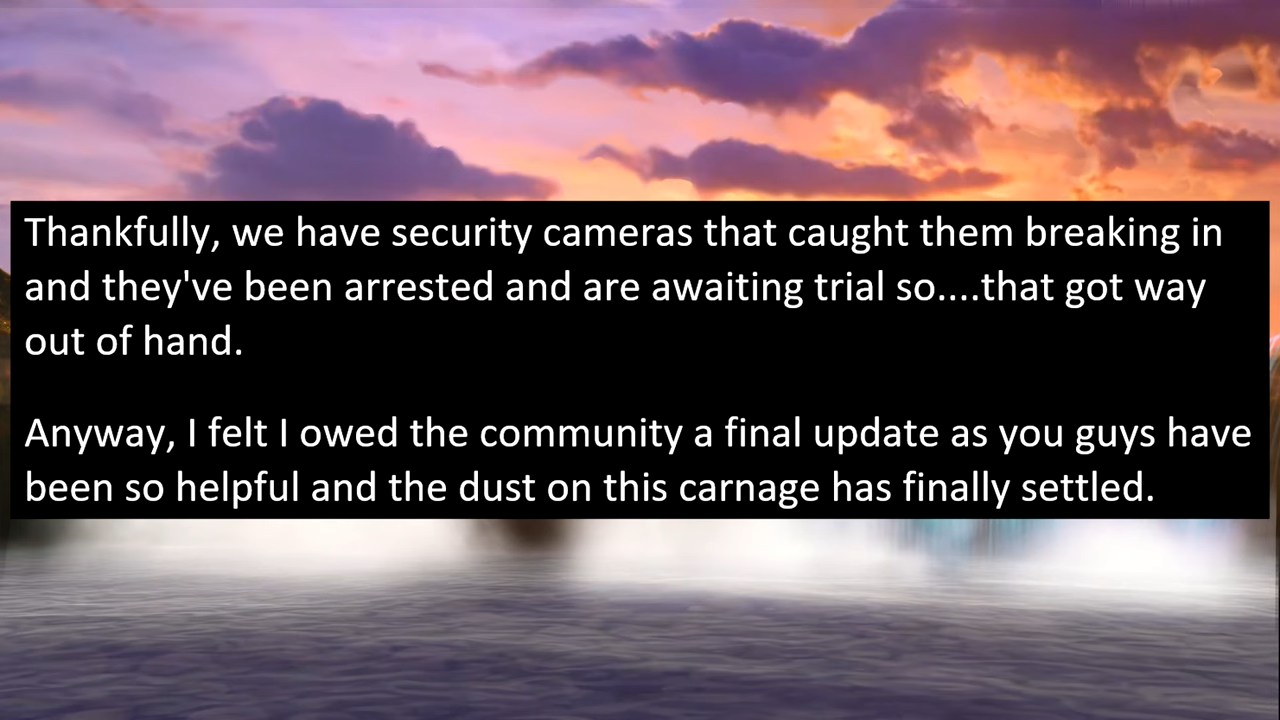 Thankfully, we have security cameras that caught them breaking in
and they've been arrested and are awaiting trial so....that got way
out of hand.
Anyway, I felt I owed the community a final update as you guys have
been so helpful and the dust on this carnage has finally settled.